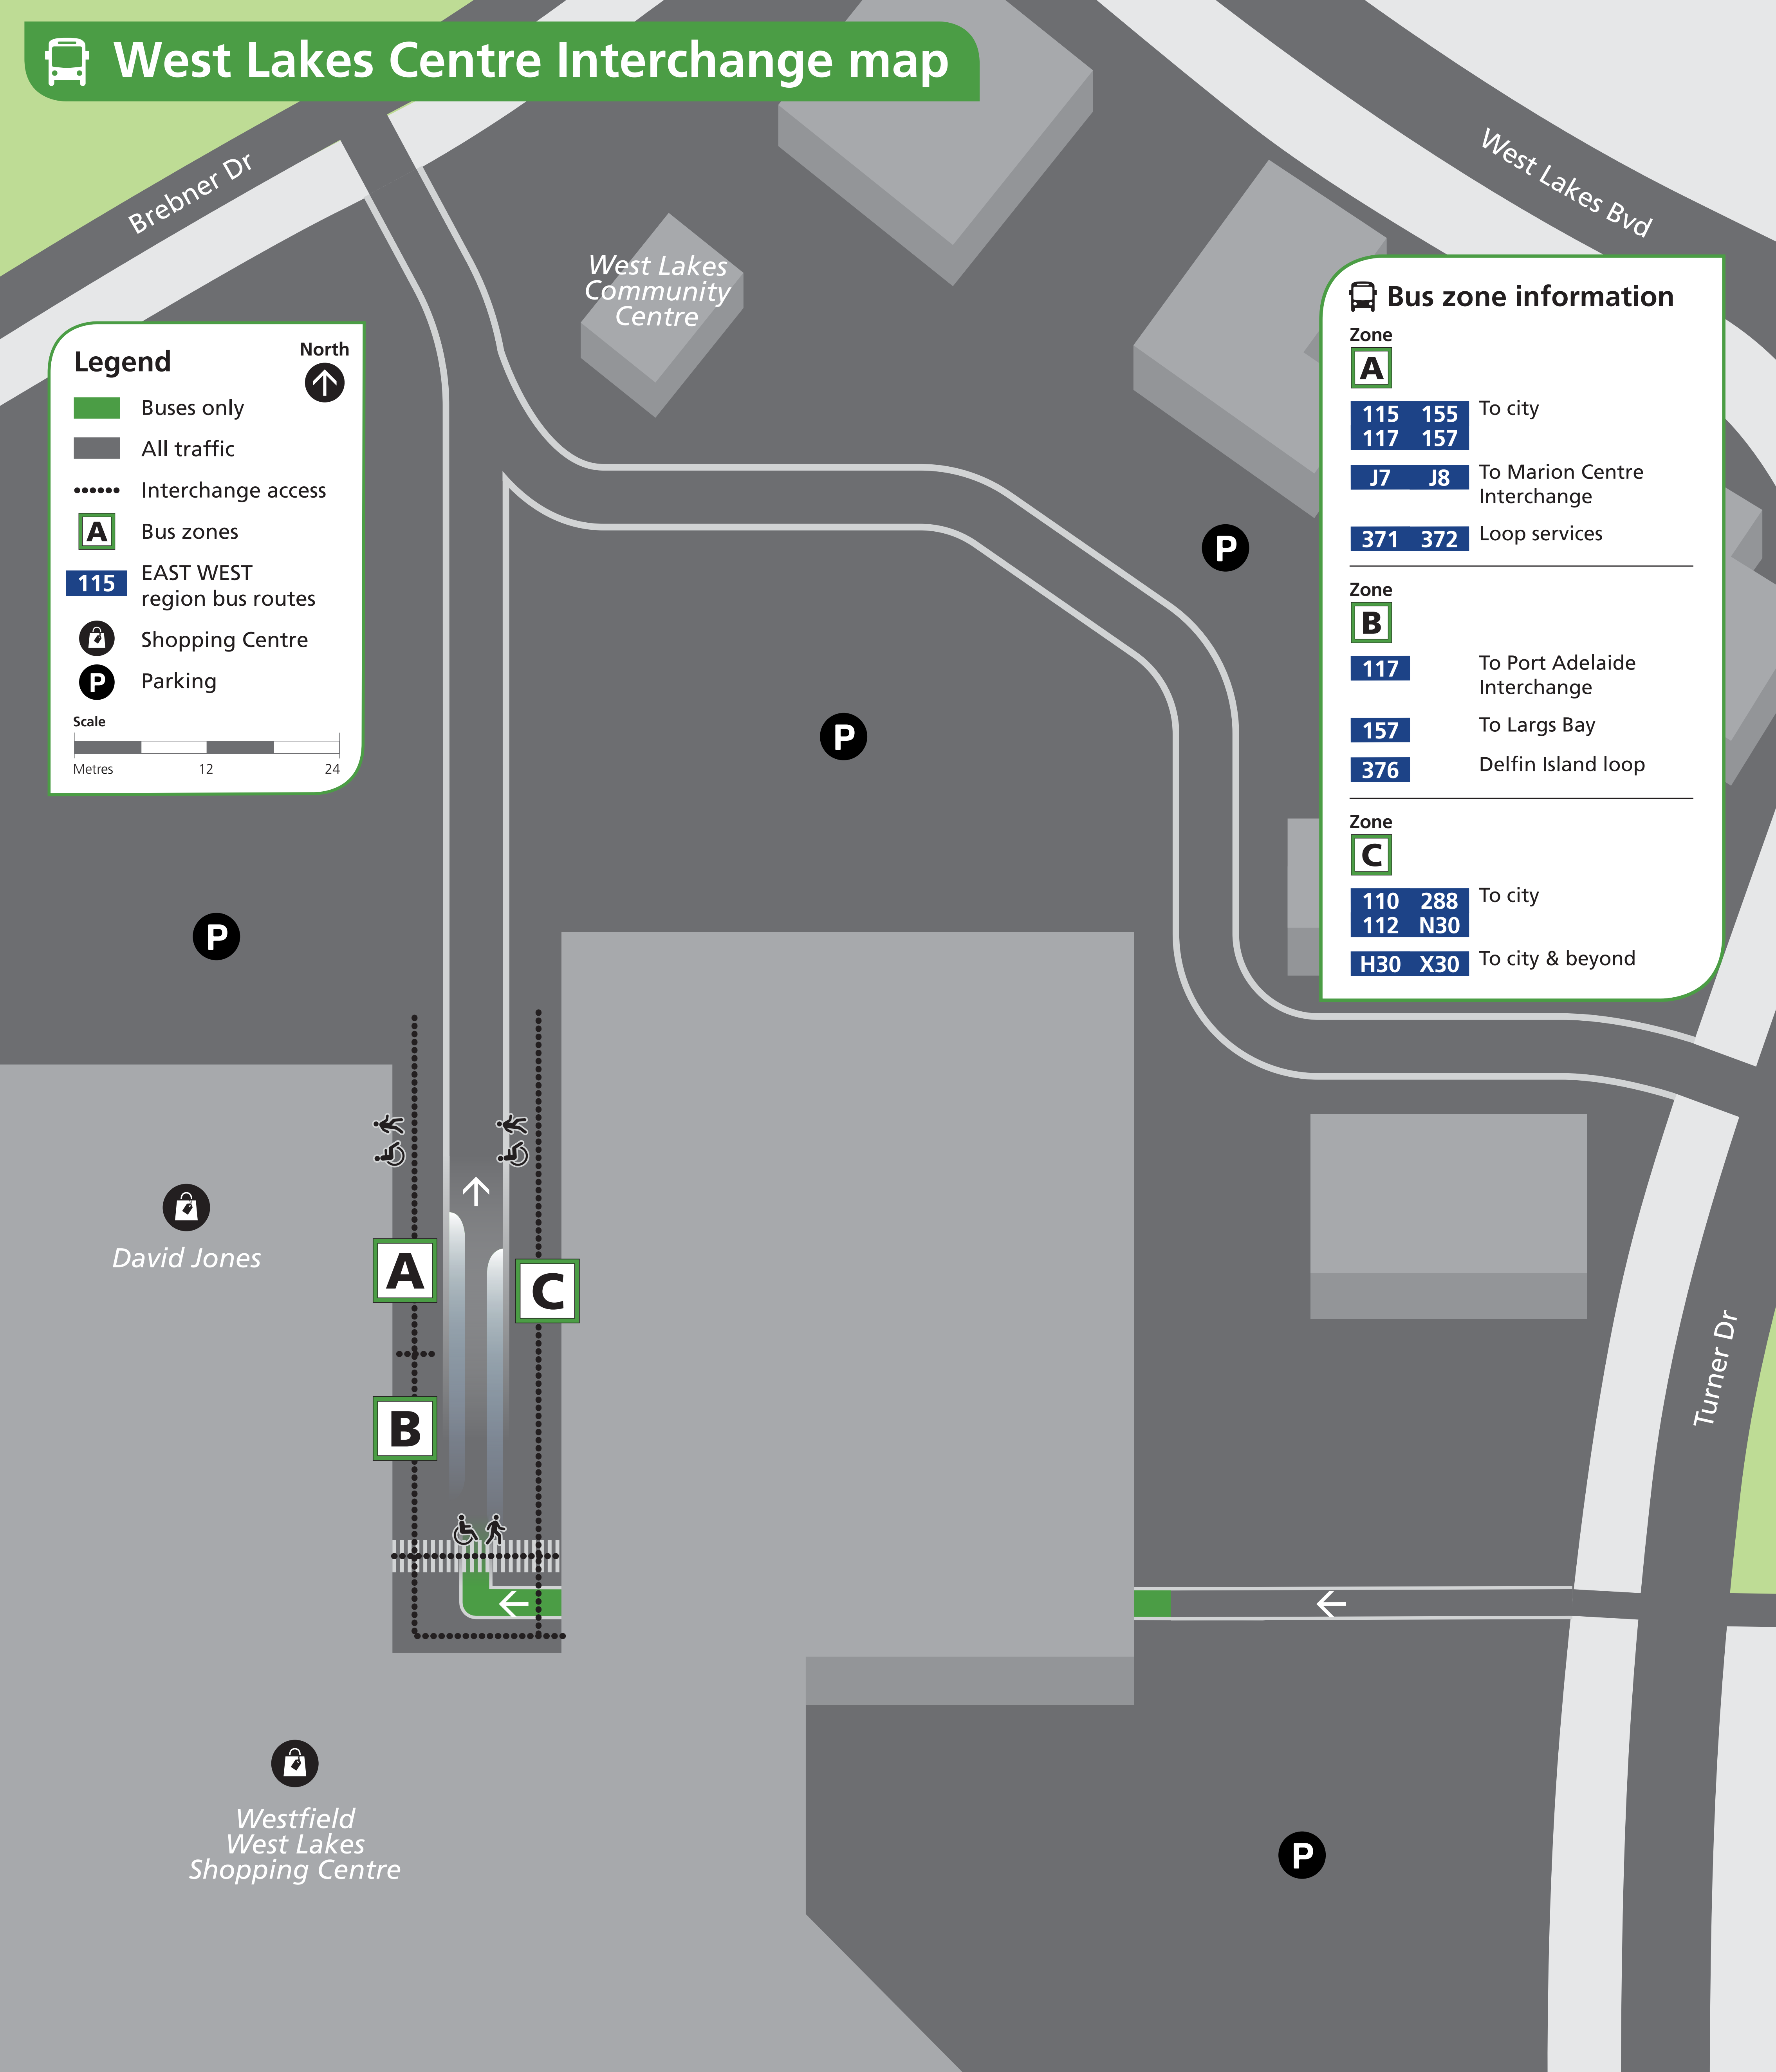 West Lakes Centre Interchange map
Brebner Dr
West Lakes Bvd
West Lakes
Community
Centre
Legend
North
Buses only
All traffic
Interchange access
A
Bus zones
115
EAST WEST
region bus routes
Shopping Centre
P
Parking
Scale
Metres 12 24
Bus zone information
Zone
A
115 155 To city
117 157
J7 J8 To Marion Centre
Interchange
371 372 Loop services
Zone
B
117 To Port Adelaide
Interchange
157 To Largs Bay
376 Delfin Island loop
Zone
C
110 288 To city
112 N30
H30 X30 To city & beyond
P
P
P
David Jones
A
C
B
Turner Dr
Westfield
West Lakes
Shopping Centre
P